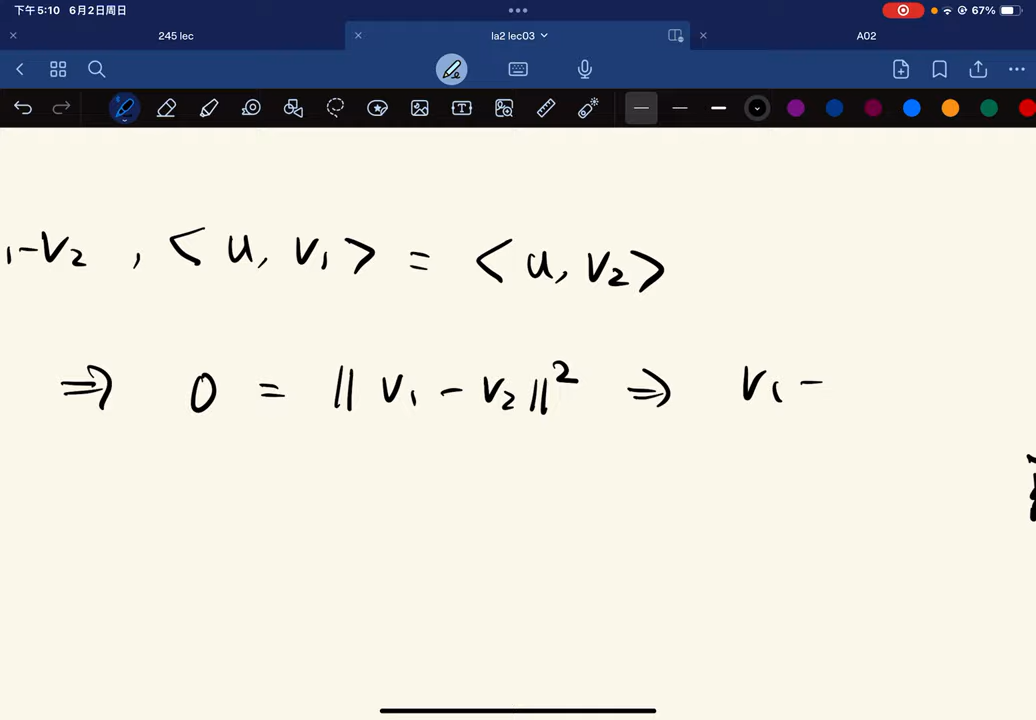 下午5:10 6月2日周日
67%
245 lec
la2 lec03
A02
₁-v₂ , < u, v₁ > = < u, v₂ >
⇒ 0 = || v₁ - v₂ ||² ⇒ v₁ -